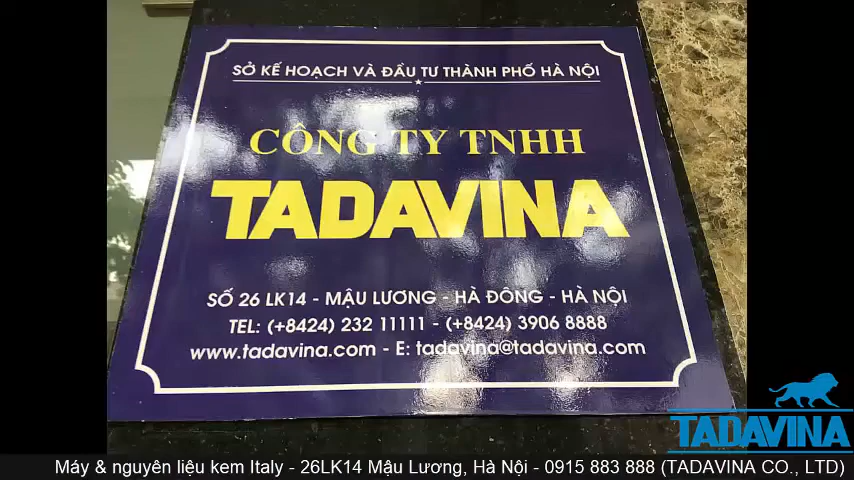 SỞ KẾ HOẠCH VÀ ĐẦU TƯ THÀNH PHỐ HÀ NỘI
CÔNG TY TNHH
TADAVINA
SỐ 26 LK14 - MẬU LƯƠNG - HÀ ĐÔNG - HÀ NỘI
TEL: (+8424) 232 11111 - (+8424) 3906 8888
www.tadavina.com - E: tadavina@tadavina.com
TADAVINA
Máy & nguyên liệu kem Italy - 26LK14 Mậu Lương, Hà Nội - 0915 883 888 (TADAVINA CO., LTD)